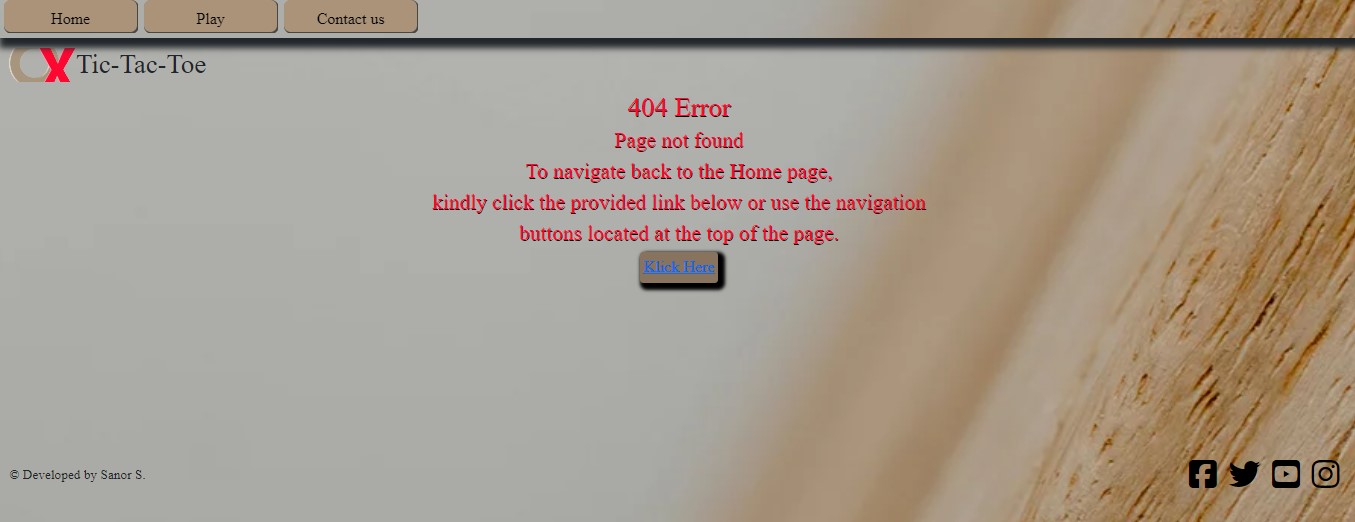 Home Play Contact us
OX Tic-Tac-Toe
404 Error
Page not found
To navigate back to the Home page,
kindly click the provided link below or use the navigation
buttons located at the top of the page.
Klick Here
© Developed by Sanor S.